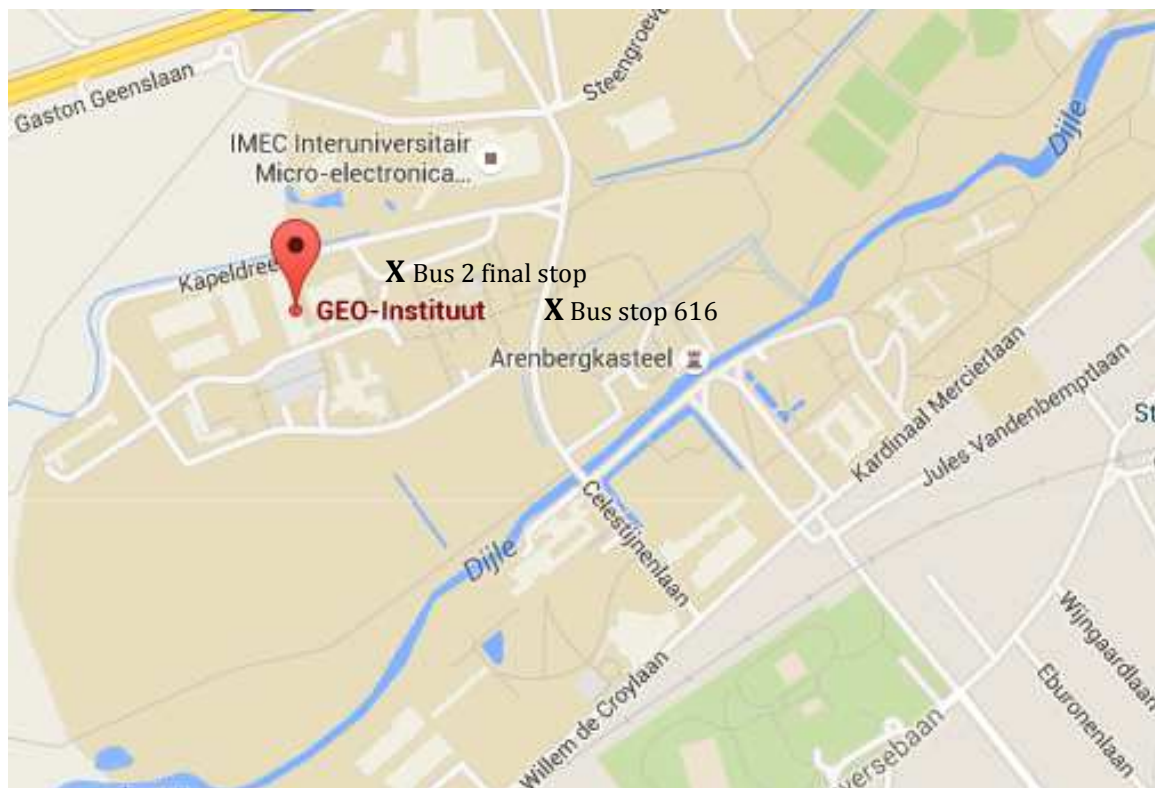 Gaston Geenslaan
Steengroeve
IMEC Interuniversitair
Micro-electronica...
Dijle
Kapeldree
X Bus 2 final stop
GEO-Instituut
X Bus stop 616
Arenbergkasteel
Kardinaal Mercierlaan
Jules Vandenbemptlaan
St
Celestijnenlaan
Dijle
Willem de Croylaan
Wijngaardlaan
Eburonenlaan
versebaan